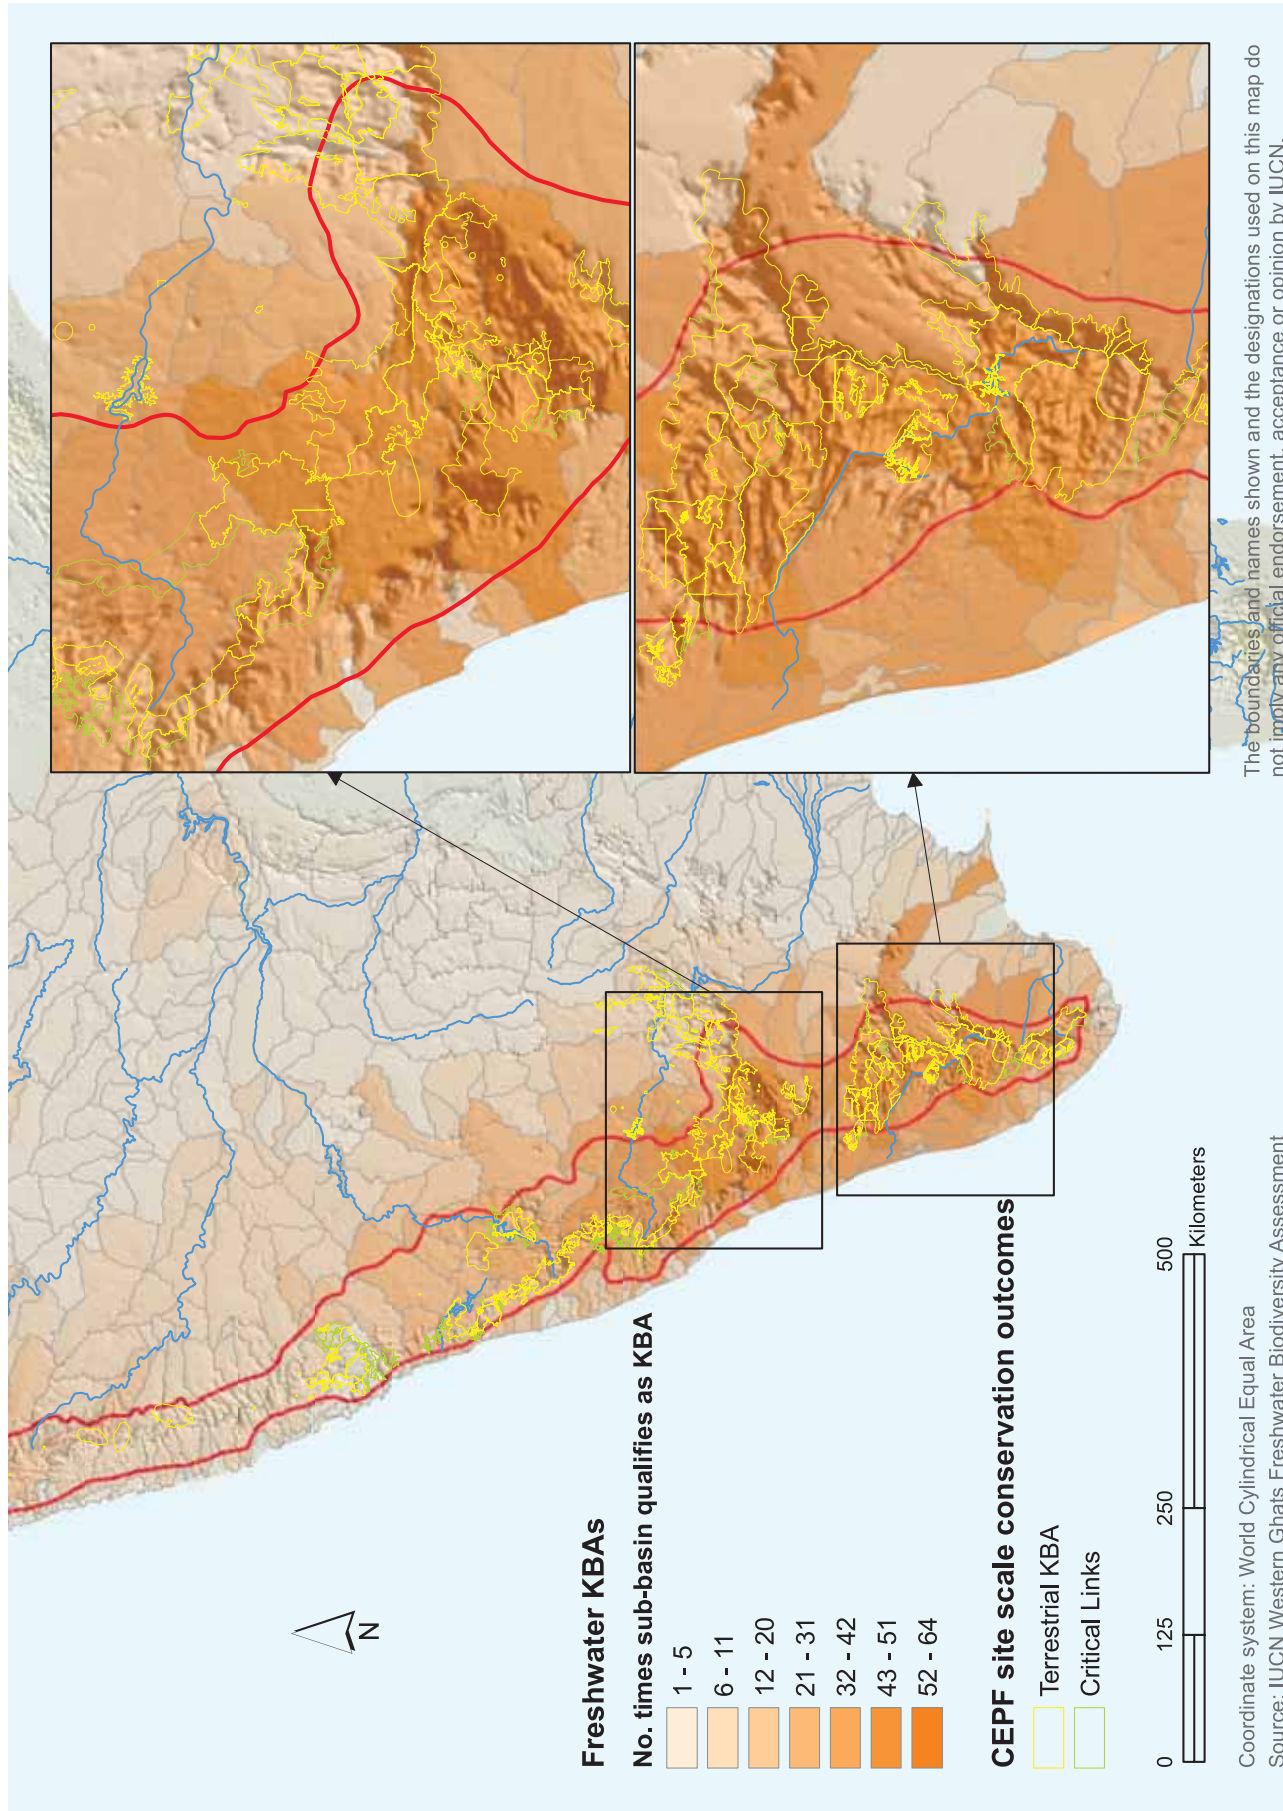 N
Freshwater KBAs
No. times sub-basin qualifies as KBA
1 - 5
6 - 11
12 - 20
21 - 31
32 - 42
43 - 51
52 - 64
CEPF site scale conservation outcomes
Terrestrial KBA
Critical Links
0 125 250 500
Kilometers
Coordinate system: World Cylindrical Equal Area
Source: IUCN Western Ghats Freshwater Biodiversity Assessment
The boundaries and names shown and the designations used on this map do
not imply any official endorsement, acceptance or opinion by IUCN.